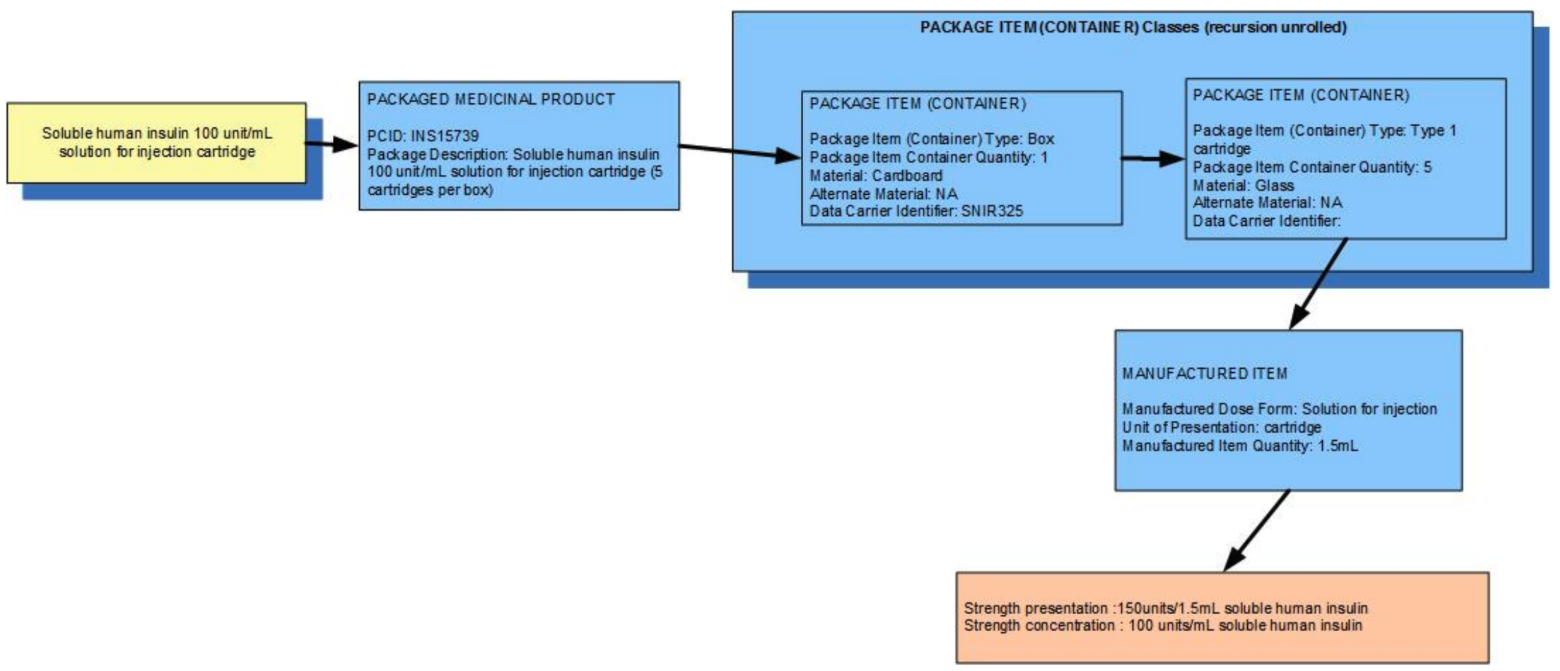 PACKAGE ITEM (CONTAINER) Classes (recursion unrolled)
Soluble human insulin 100 unit/mL
solution for injection cartridge
PACKAGED MEDICINAL PRODUCT
PCID: INS15739
Package Description: Soluble human insulin
100 unit/mL solution for injection cartridge (5
cartridges per box)
PACKAGE ITEM (CONTAINER)
Package Item (Container) Type: Box
Package Item Container Quantity: 1
Material: Cardboard
Alternate Material: NA
Data Carrier Identifier: SNIR325
PACKAGE ITEM (CONTAINER)
Package Item (Container) Type: Type 1
cartridge
Package Item Container Quantity: 5
Material: Glass
Alternate Material: NA
Data Carrier Identifier:
MANUFACTURED ITEM
Manufactured Dose Form: Solution for injection
Unit of Presentation: cartridge
Manufactured Item Quantity: 1.5mL
Strength presentation :150units/1.5mL soluble human insulin
Strength concentration : 100 units/mL soluble human insulin